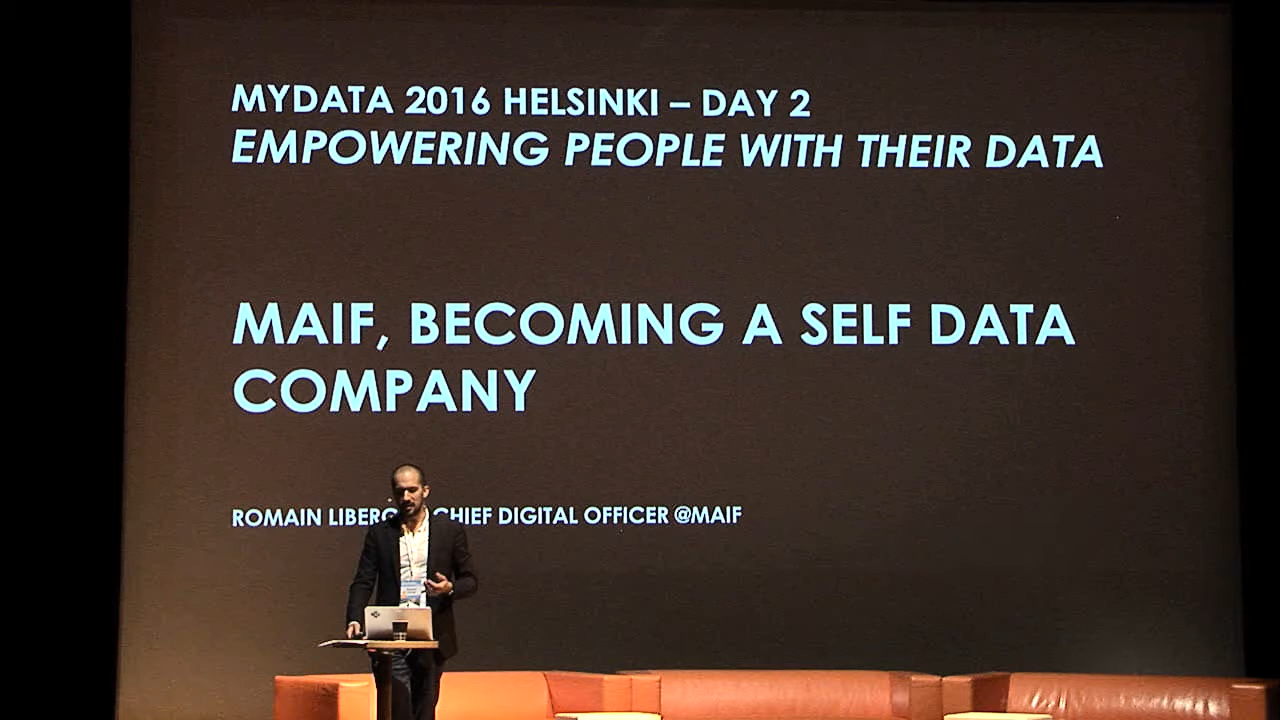 MYDATA 2016 HELSINKI – DAY 2
EMPOWERING PEOPLE WITH THEIR DATA
MAIF, BECOMING A SELF DATA
COMPANY
ROMAIN CHIEF DIGITAL OFFICER @MAIF